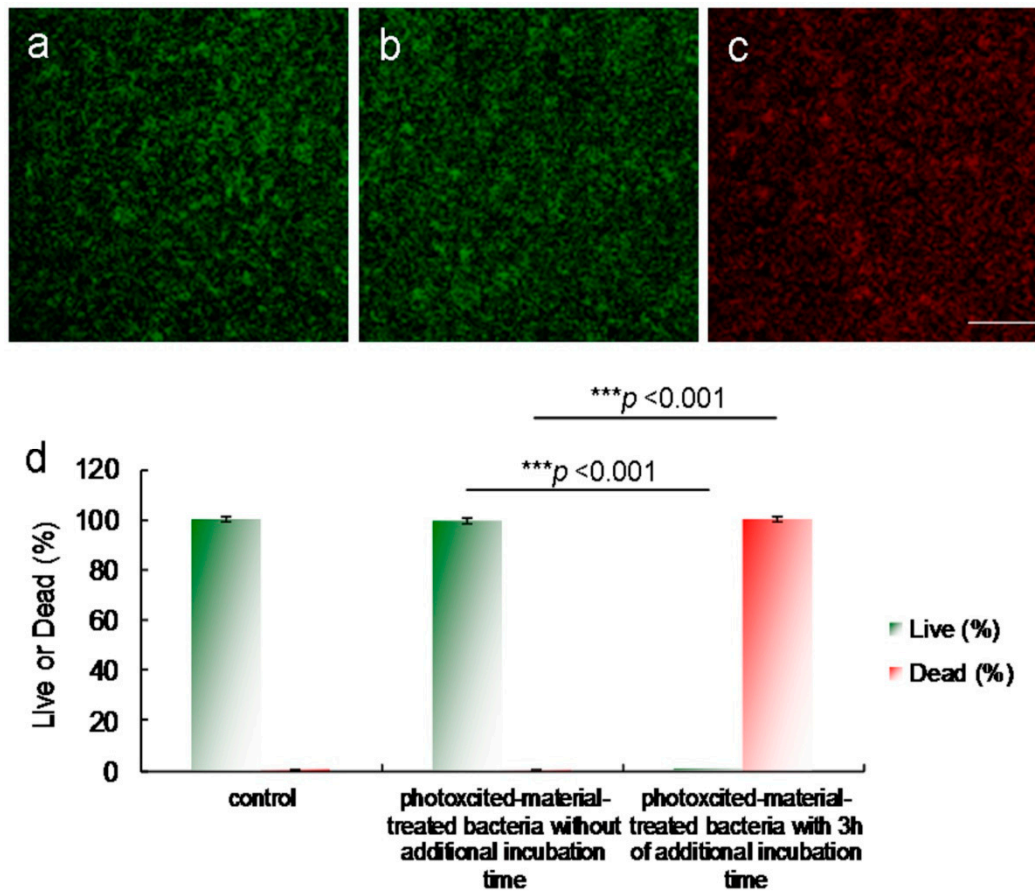 a
b
c
***p <0.001
***p <0.001
d
120
100
80
60
40
20
0
Live or Dead (%)
Live (%)
Dead (%)
control
photoxcited-material-
treated bacteria without
additional incubation
time
photoxcited-material-
treated bacteria with 3h
of additional incubation
time